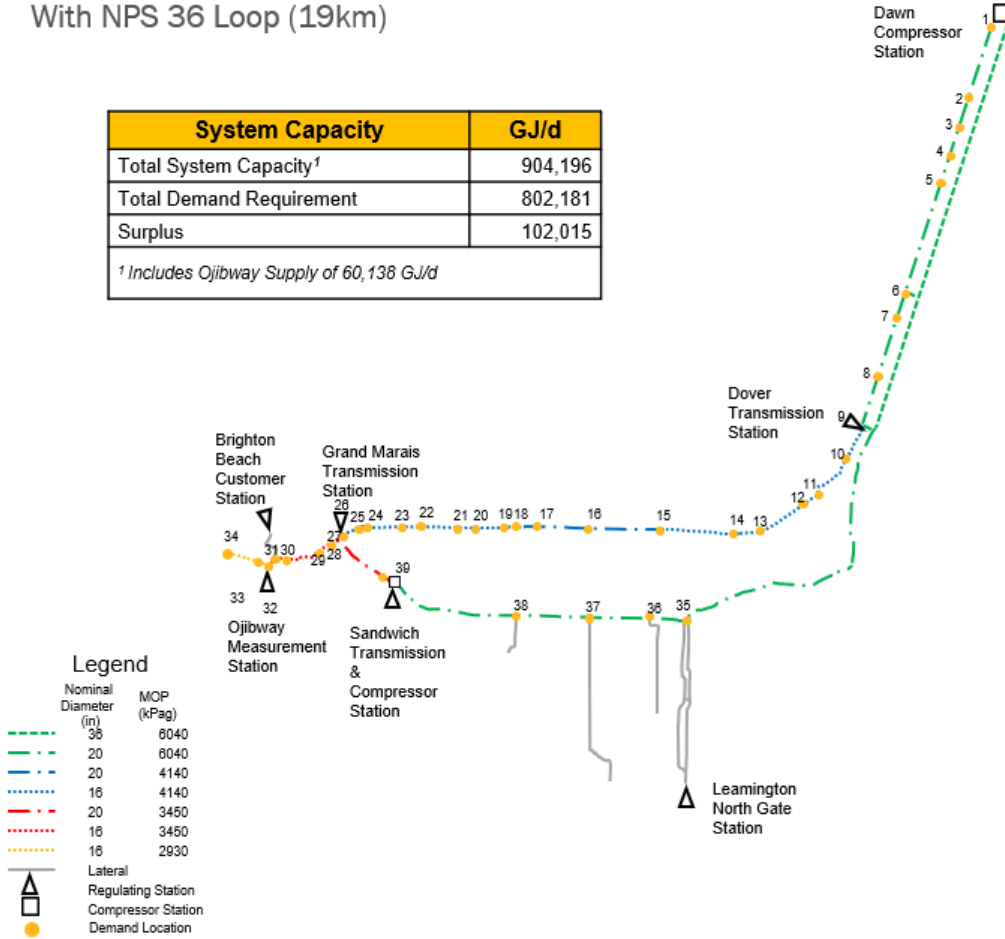 With NPS 36 Loop (19km)
System Capacity GJ/d
Total System Capacity¹ 904,196
Total Demand Requirement 802,181
Surplus 102,015
¹ Includes Ojibway Supply of 60,138 GJ/d
Dawn
Compressor
Station
1
2
3
4
5
6
7
8
Dover
Transmission
Station
9
10
11
12
13
14
15
16
17
18
19
20
21
22
23
24
25
Grand Marais
Transmission
Station
26
27
28
29
30
31
Brighton
Beach
Customer
Station
34
33
32
Ojibway
Measurement
Station
39
Sandwich
Transmission
&
Compressor
Station
38
37
36
35
Leamington
North Gate
Station
Legend
Nominal
Diameter
(in)
MOP
(kPag)
36 6040
20 6040
20 4140
16 4140
20 3450
16 3450
16 2930
Lateral
Regulating Station
Compressor Station
Demand Location